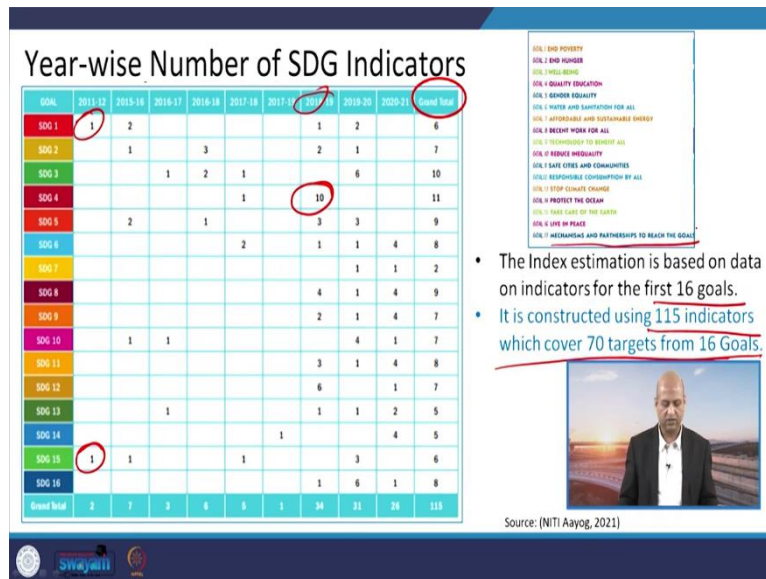 Year-wise Number of SDG Indicators
GOAL 2011-12 2015-16 2016-17 2016-18 2017-18 2017-19 2018-19 2019-20 2020-21 Grand Total
SDG 1 1 2 1 2 6
SDG 2 1 3 2 1 7
SDG 3 1 2 1 6 10
SDG 4 1 10 11
SDG 5 2 1 3 3 9
SDG 6 2 1 1 4 8
SDG 7 1 1 2
SDG 8 4 1 4 9
SDG 9 2 1 4 7
SDG 10 1 1 4 1 7
SDG 11 3 1 4 8
SDG 12 6 1 7
SDG 13 1 1 1 2 5
SDG 14 1 4 5
SDG 15 1 1 1 3 6
SDG 16 1 6 1 8
Grand Total 2 7 3 6 5 1 34 31 26 115
GOAL 1 END POVERTY
GOAL 2 END HUNGER
GOAL 3 WELL-BEING
GOAL 4 QUALITY EDUCATION
GOAL 5 GENDER EQUALITY
GOAL 6 WATER AND SANITATION FOR ALL
GOAL 7 AFFORDABLE AND SUSTAINABLE ENERGY
GOAL 8 DECENT WORK FOR ALL
GOAL 9 TECHNOLOGY TO BENEFIT ALL
GOAL 10 REDUCE INEQUALITY
GOAL 11 SAFE CITIES AND COMMUNITIES
GOAL 12 RESPONSIBLE CONSUMPTION BY ALL
GOAL 13 STOP CLIMATE CHANGE
GOAL 14 PROTECT THE OCEAN
GOAL 15 TAKE CARE OF THE EARTH
GOAL 16 LIVE IN PEACE
GOAL 17 MECHANISMS AND PARTNERSHIPS TO REACH THE GOALS
• The Index estimation is based on data
on indicators for the first 16 goals.
• It is constructed using 115 indicators
which cover 70 targets from 16 Goals.
Source: (NITI Aayog, 2021)
swayam